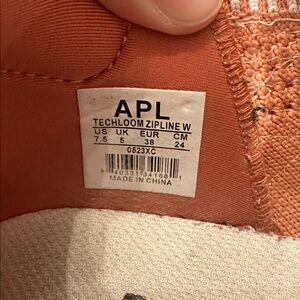 APL
TECHLOOM ZIPLINE W
US UK EUR CM
7.5 5 38 24
0523XC
MADE IN CHINA